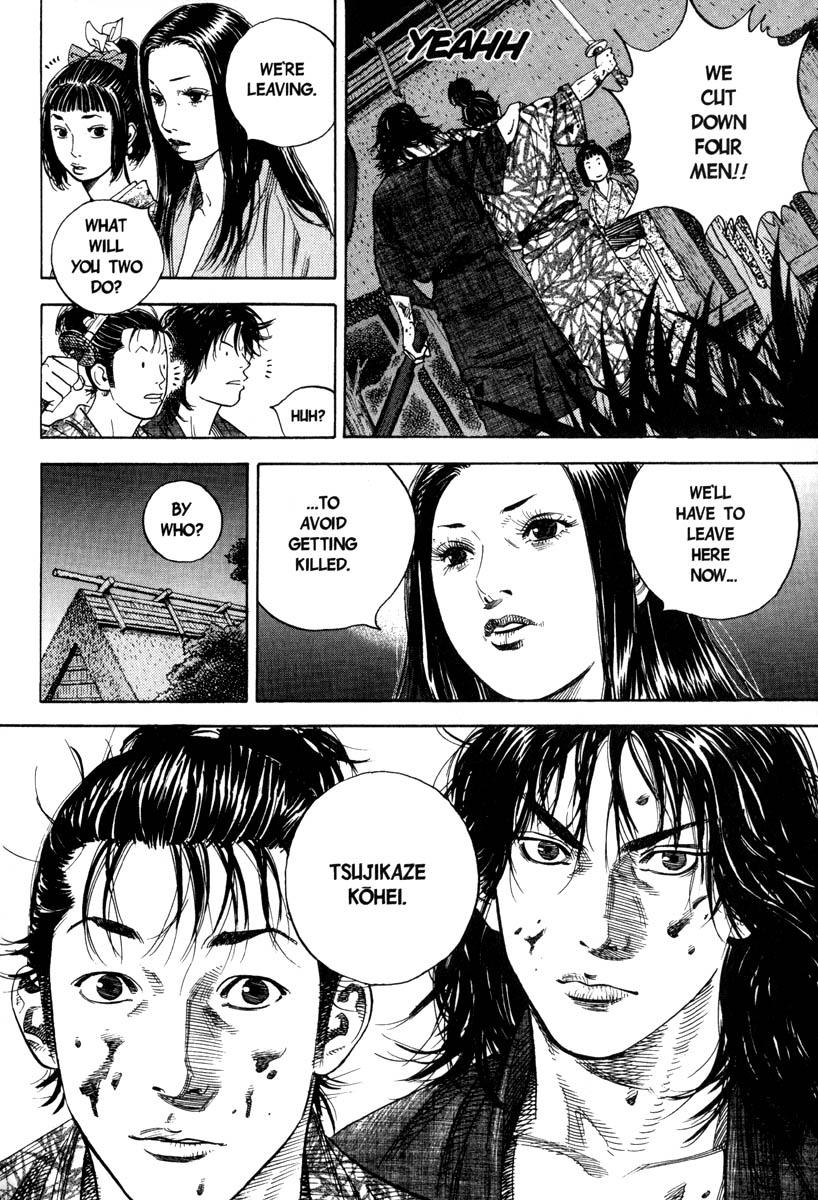 WE
CUT
DOWN
FOUR
MEN!!
YEAHH
WE'RE
LEAVING.
WHAT
WILL
YOU TWO
DO?
HUH?
WE'LL
HAVE TO
LEAVE
HERE
NOW...
...TO
AVOID
GETTING
KILLED.
BY
WHO?
TSUJIKAZE
KŌHEI.